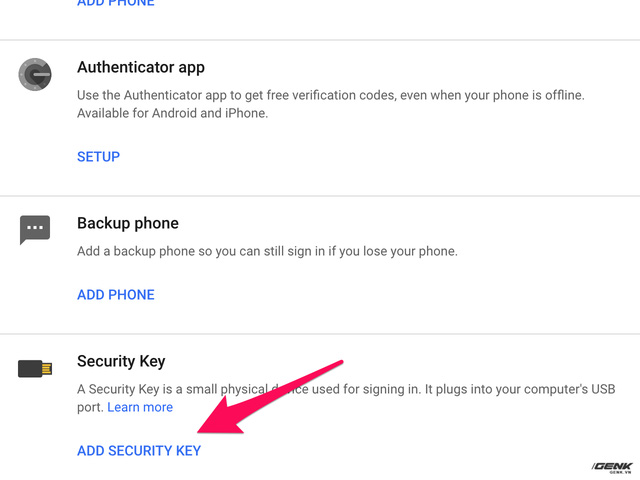 ADD PHONE
Authenticator app
Use the Authenticator app to get free verification codes, even when your phone is offline.
Available for Android and iPhone.
SETUP
Backup phone
Add a backup phone so you can still sign in if you lose your phone.
ADD PHONE
Security Key
A Security Key is a small physical device used for signing in. It plugs into your computer's USB
port. Learn more
ADD SECURITY KEY
GENK
GENK.VN